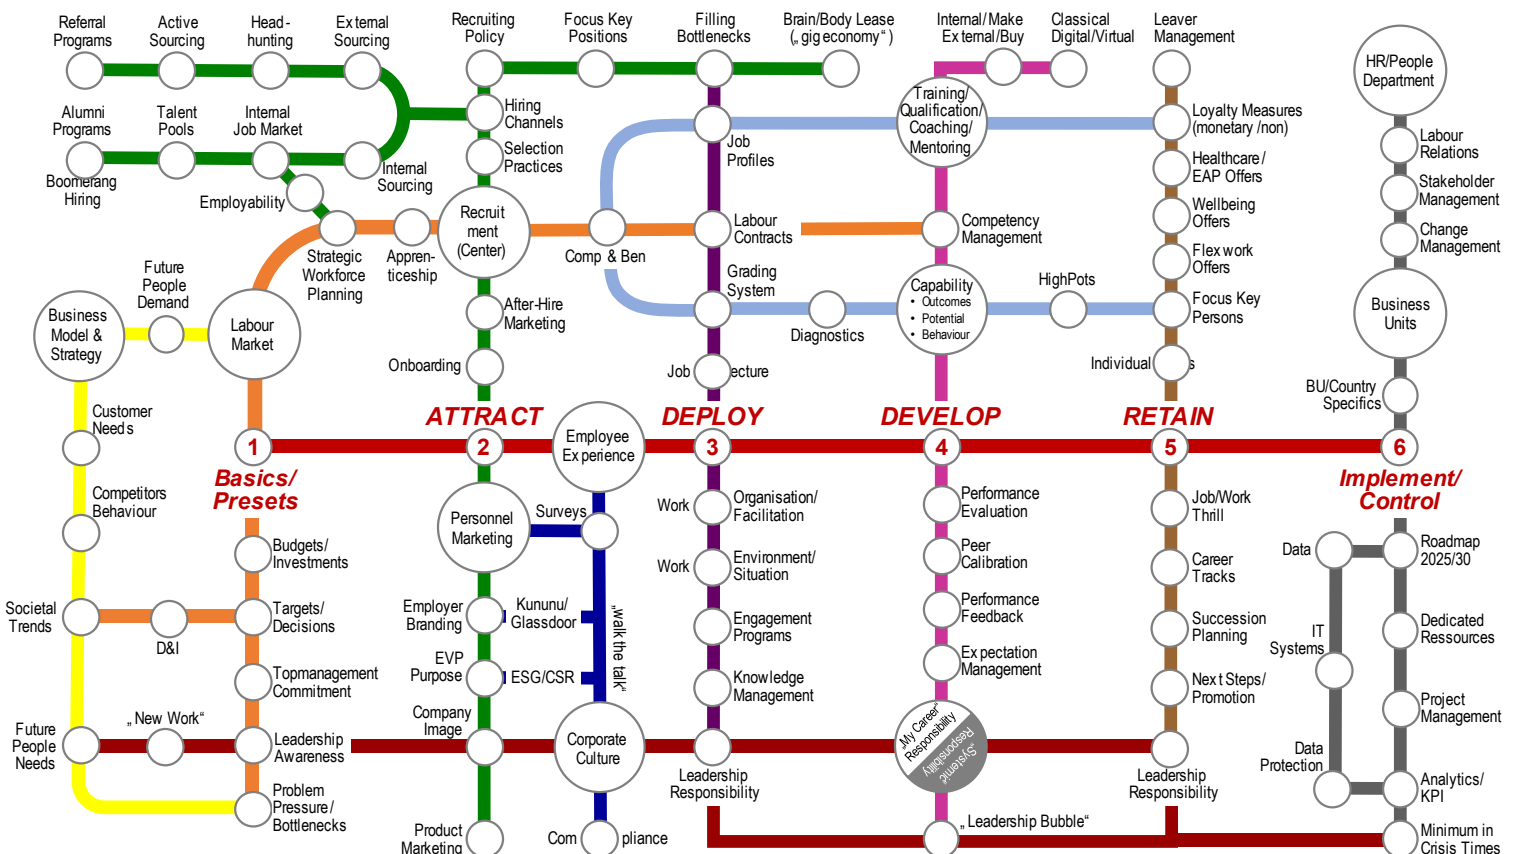 Referral
Programs
Active
Sourcing
Head-
hunting
External
Sourcing
Recruiting
Policy
Focus Key
Positions
Filling
Bottlenecks
Brain/Body Lease
(„gig economy“)
Internal/Make
External/Buy
Classical
Digital/Virtual
Leaver
Management
HR/People
Department
Alumni
Programs
Talent
Pools
Internal
Job Market
Hiring
Channels
Selection
Practices
Internal
Sourcing
Boomerang
Hiring
Employability
Job
Profiles
Training/
Qualification/
Coaching/
Mentoring
Loyalty Measures
(monetary /non)
Healthcare/
EAP Offers
Wellbeing
Offers
Flex work
Offers
Focus Key
Persons
Individual
s
Labour
Relations
Stakeholder
Management
Change
Management
Business
Units
BU/Country
Specifics
Strategic
Workforce
Planning
Appren-
ticeship
Recruit
ment
(Center)
Comp & Ben
Labour
Contracts
Competency
Management
Grading
System
Diagnostics
Capability
• Outcomes
• Potential
• Behaviour
HighPots
Future
People
Demand
Business
Model &
Strategy
Labour
Market
After-Hire
Marketing
Onboarding
Job
ecture
ATTRACT
DEPLOY
DEVELOP
RETAIN
Customer
Needs
1
2
Employee
Experience
3
4
5
6
Basics/
Presets
Implement/
Control
Competitors
Behaviour
Budgets/
Investments
Societal
Trends
D&I
Targets/
Decisions
Topmanagement
Commitment
Future
People
Needs
„New Work“
Leadership
Awareness
Problem
Pressure/
Bottlenecks
Personnel
Marketing
Surveys
Employer
Branding
Kununu/
Glassdoor
„walk the talk“
EVP
Purpose
ESG/CSR
Company
Image
Corporate
Culture
Product
Marketing
Com
pliance
Work
Organisation/
Facilitation
Work
Environment/
Situation
Engagement
Programs
Knowledge
Management
Leadership
Responsibility
Performance
Evaluation
Peer
Calibration
Performance
Feedback
Expectation
Management
„My Career“
Responsibility
„Systemic“
Responsibility
„Leadership Bubble“
Job/Work
Thrill
Career
Tracks
Succession
Planning
Next Steps/
Promotion
Leadership
Responsibility
Data
Roadmap
2025/30
IT
Systems
Dedicated
Ressources
Project
Management
Data
Protection
Analytics/
KPI
Minimum in
Crisis Times